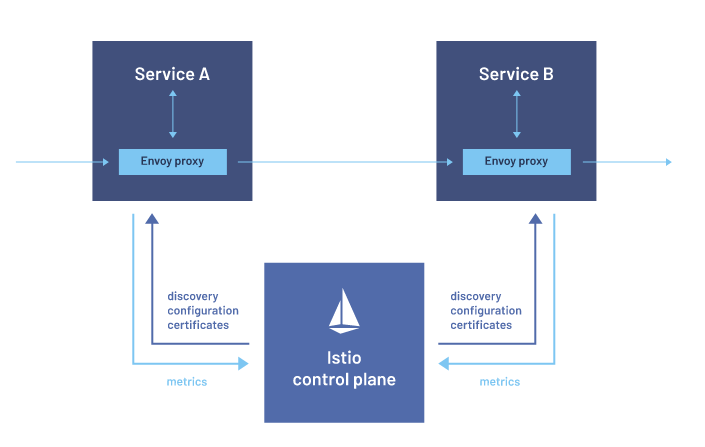 Service A
Service B
Envoy proxy
Envoy proxy
discovery
configuration
certificates
metrics
Istio
control plane
discovery
configuration
certificates
metrics